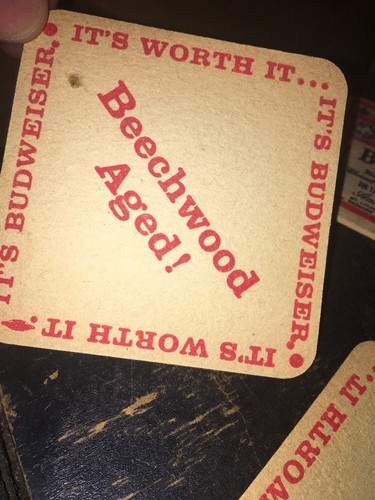 IT'S WORTH IT...
IT'S BUDWEISER.
IT'S WORTH IT.
IT'S BUDWEISER.
Beechwood
Aged!
WORTH IT...